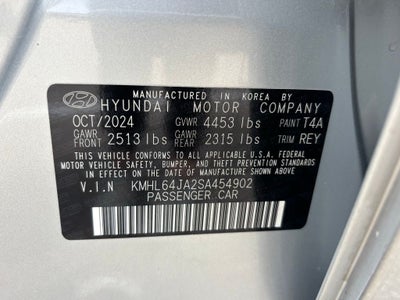 MANUFACTURED IN KOREA BY
HYUNDAI MOTOR COMPANY
OCT/2024 GVWR 4453 lbs PAINT T4A
GAWR FRONT 2513 lbs GAWR REAR 2315 lbs TRIM REY
THIS VEHICLE CONFORMS TO ALL APPLICABLE U.S.A. FEDERAL
MOTOR VEHICLE SAFETY, BUMPER, AND THEFT PREVENTION STANDARDS
IN EFFECT ON THE DATE OF MANUFACTURE SHOWN ABOVE.
V.I.N KMHL64JA2SA454902
PASSENGER CAR